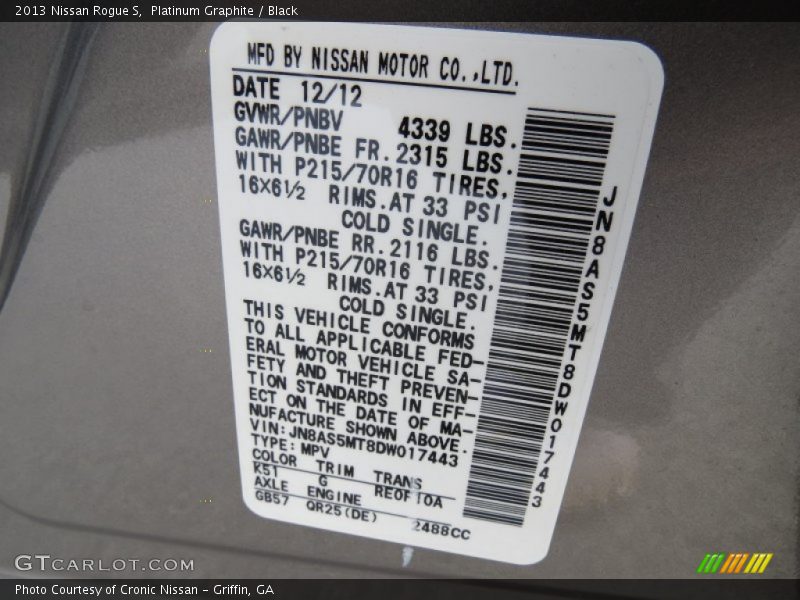 2013 Nissan Rogue S,  Platinum Graphite / Black
MFD BY NISSAN MOTOR CO.,LTD.
DATE 12/12
GVWR/PNBV 4339 LBS.
GAWR/PNBE FR. 2315 LBS.
WITH P215/70R16 TIRES,
16×6½ RIMS. AT 33 PSI
COLD SINGLE.
GAWR/PNBE RR. 2116 LBS.
WITH P215/70R16 TIRES,
16×6½ RIMS. AT 33 PSI
COLD SINGLE.
THIS VEHICLE CONFORMS
TO ALL APPLICABLE FED-
ERAL MOTOR VEHICLE SA-
FETY AND THEFT PREVEN-
TION STANDARDS IN EFF-
ECT ON THE DATE OF MA-
NUFACTURE SHOWN ABOVE.
VIN:JN8AS5MT8DW017443
TYPE:MPV
COLOR TRIM TRANS
K51 G RE0F10A
AXLE ENGINE
GB57 QR25(DE) 2488CC
JN8AS5MT8DW017443
GTCARLOT.COM
Photo Courtesy of Cronic Nissan – Griffin, GA